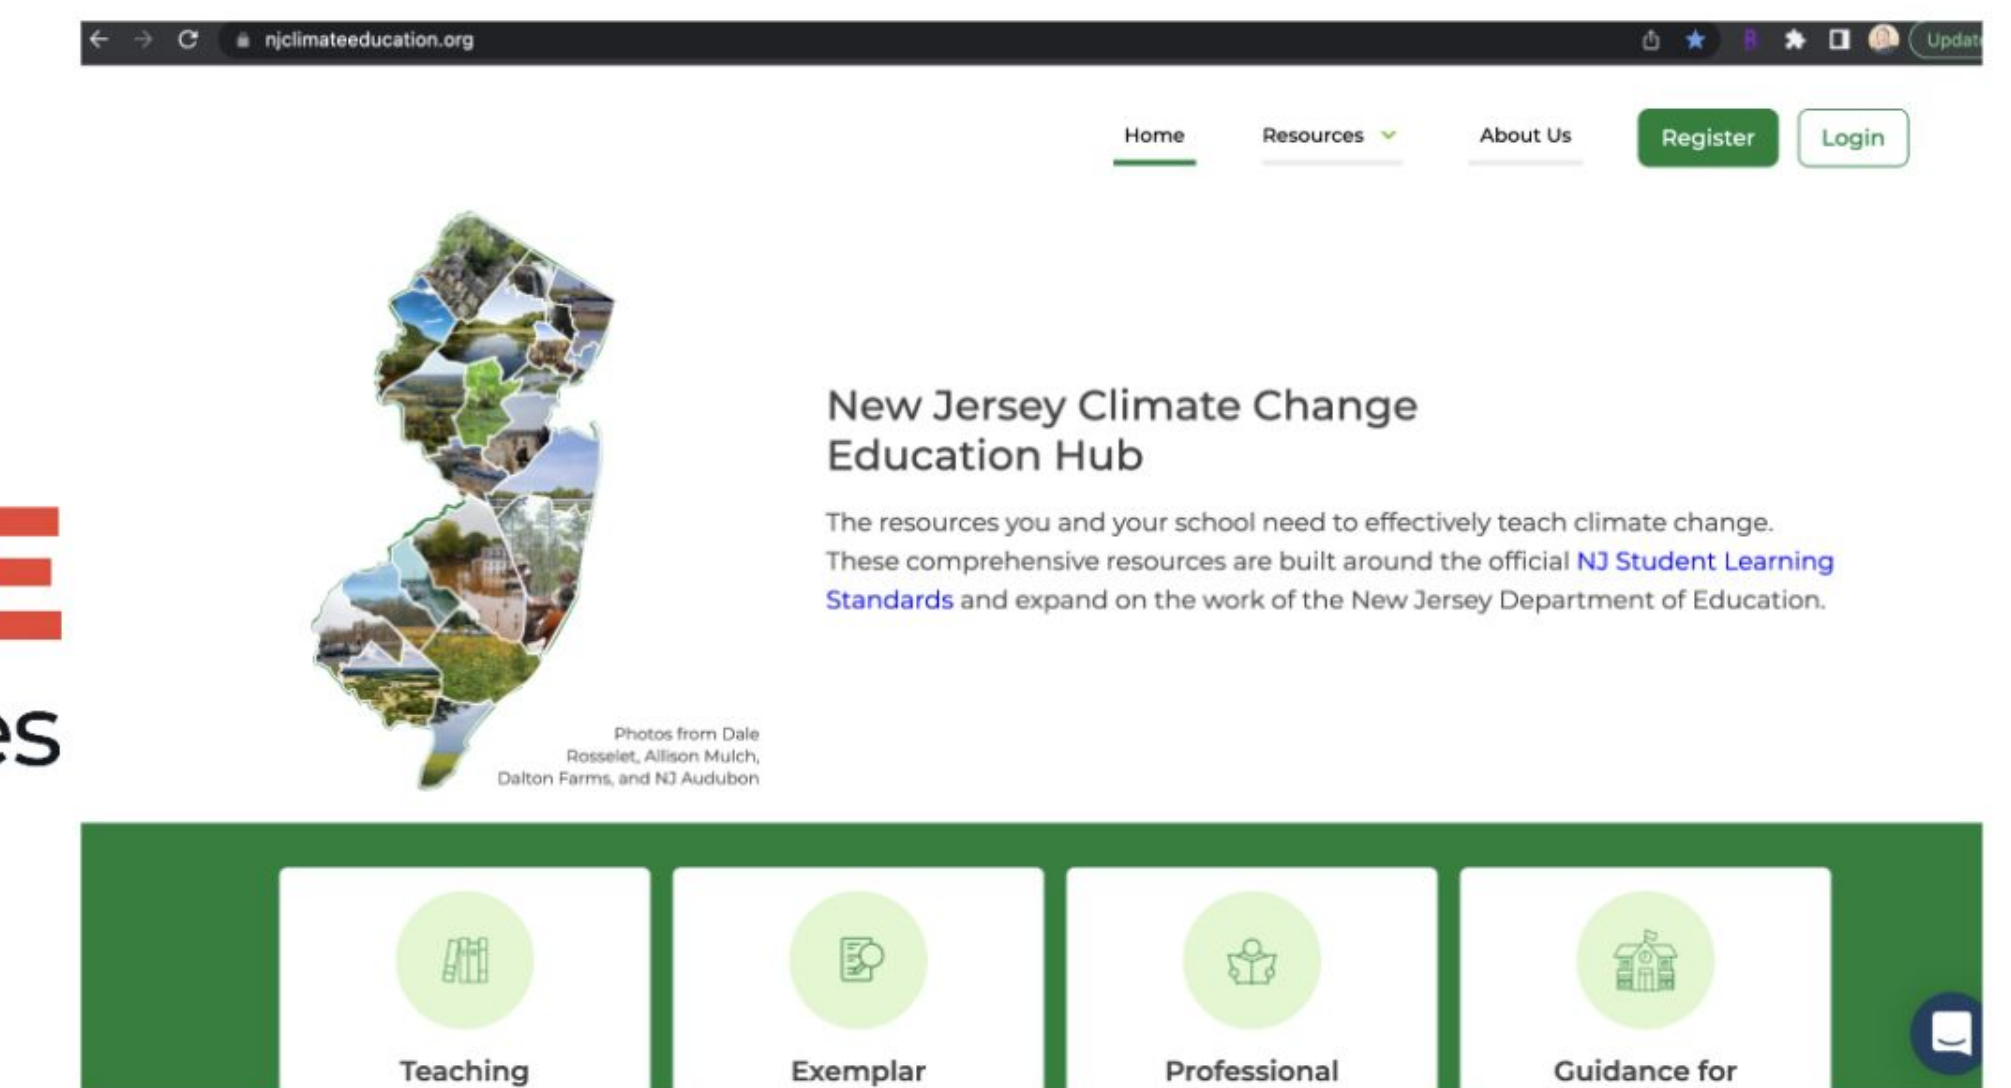 njclimateeducation.org
Home
Resources
About Us
Register
Login
New Jersey Climate Change
Education Hub
The resources you and your school need to effectively teach climate change.
These comprehensive resources are built around the official NJ Student Learning
Standards and expand on the work of the New Jersey Department of Education.
Photos from Dale
Rosselet, Allison Mulch,
Dalton Farms, and NJ Audubon
Teaching
Exemplar
Professional
Guidance for